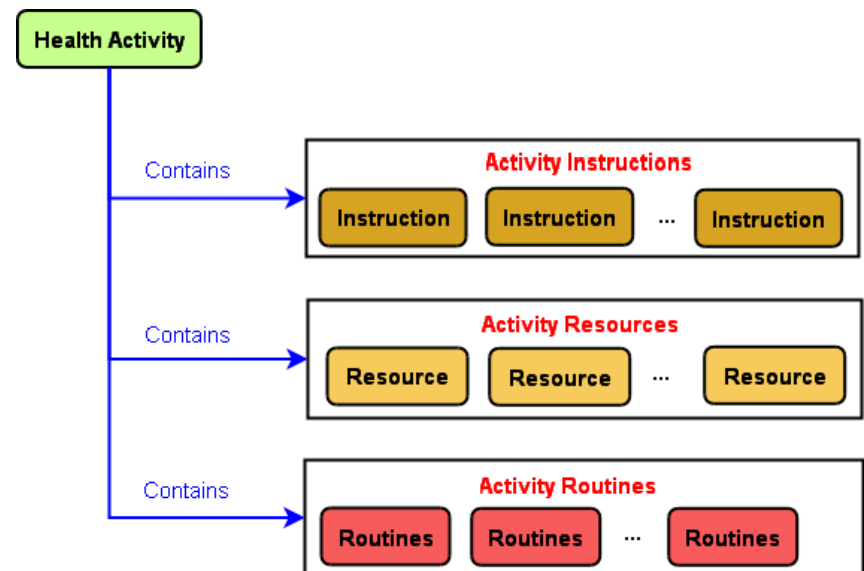 Health Activity
Contains
Activity Instructions
Instruction Instruction ... Instruction
Contains
Activity Resources
Resource Resource ... Resource
Contains
Activity Routines
Routines Routines ... Routines